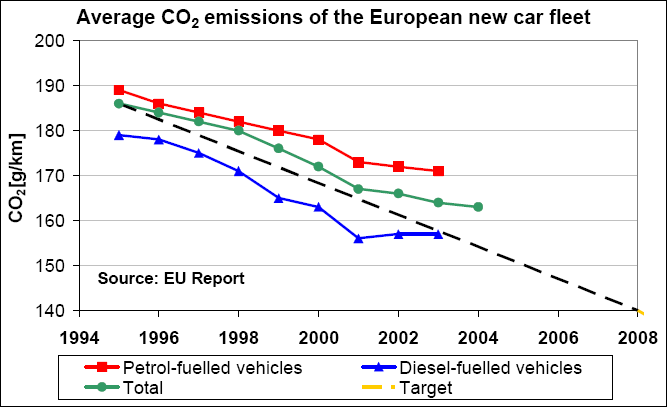 Average CO2 emissions of the European new car fleet
200
190
180
170
160
150
140
CO2[g/km]
Source: EU Report
1994 1996 1998 2000 2002 2004 2006 2008
Petrol-fuelled vehicles Diesel-fuelled vehicles
Total Target